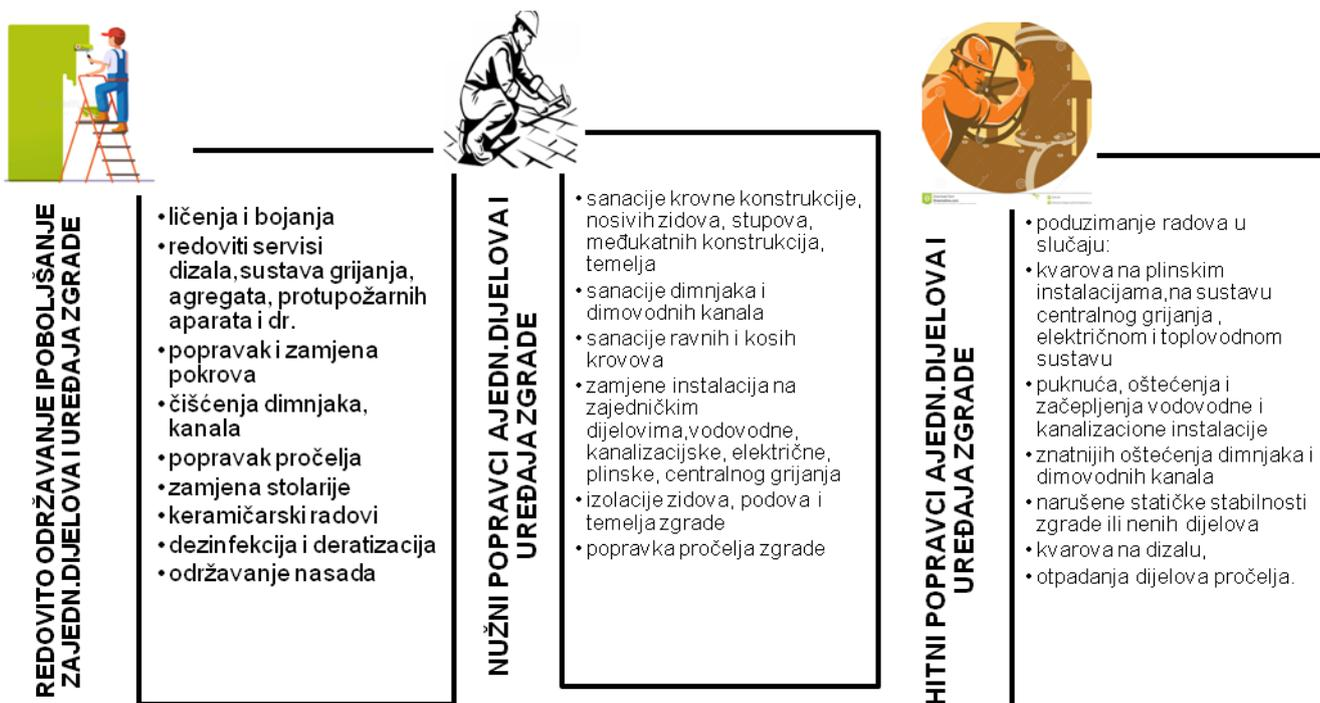 REDOVITO ODRŽAVANJE IPOBOLJŠANJE
ZAJEDN.DIJELOVA I UREĐAJA ZGRADE
•ličenja i bojanja
•redoviti servisi
dizala,sustava grijanja,
agregata, protupožarnih
aparata i dr.
•popravak i zamjena
pokrova
•čišćenja dimnjaka,
kanala
•popravak pročelja
•zamjena stolarije
•keramičarski radovi
•dezinfekcija i deratizacija
•održavanje nasada
NUŽNI POPRAVCI AJEDN.DIJELOVA I
UREĐAJA ZGRADE
•sanacije krovne konstrukcije,
nosivih zidova, stupova,
međukatnih konstrukcija,
temelja
•sanacije dimnjaka i
dimovodnih kanala
•sanacije ravnih i kosih
krovova
•zamjene instalacija na
zajedničkim
dijelovima,vodovodne,
kanalizacijske, električne,
plinske, centralnog grijanja
•izolacije zidova, podova i
temelja zgrade
•popravka pročelja zgrade
HITNI POPRAVCI AJEDN.DIJELOVA I
UREĐAJA ZGRADE
•poduzimanje radova u
slučaju:
•kvarova na plinskim
instalacijama,na sustavu
centralnog grijanja ,
električnom i toplovodnom
sustavu
•puknuća, oštećenja i
začepljenja vodovodne i
kanalizacione instalacije
•znatnijih oštećenja dimnjaka i
dimovodnih kanala
•narušene statičke stabilnosti
zgrade ili nenih dijelova
•kvarova na dizalu,
•otpadanja dijelova pročelja.